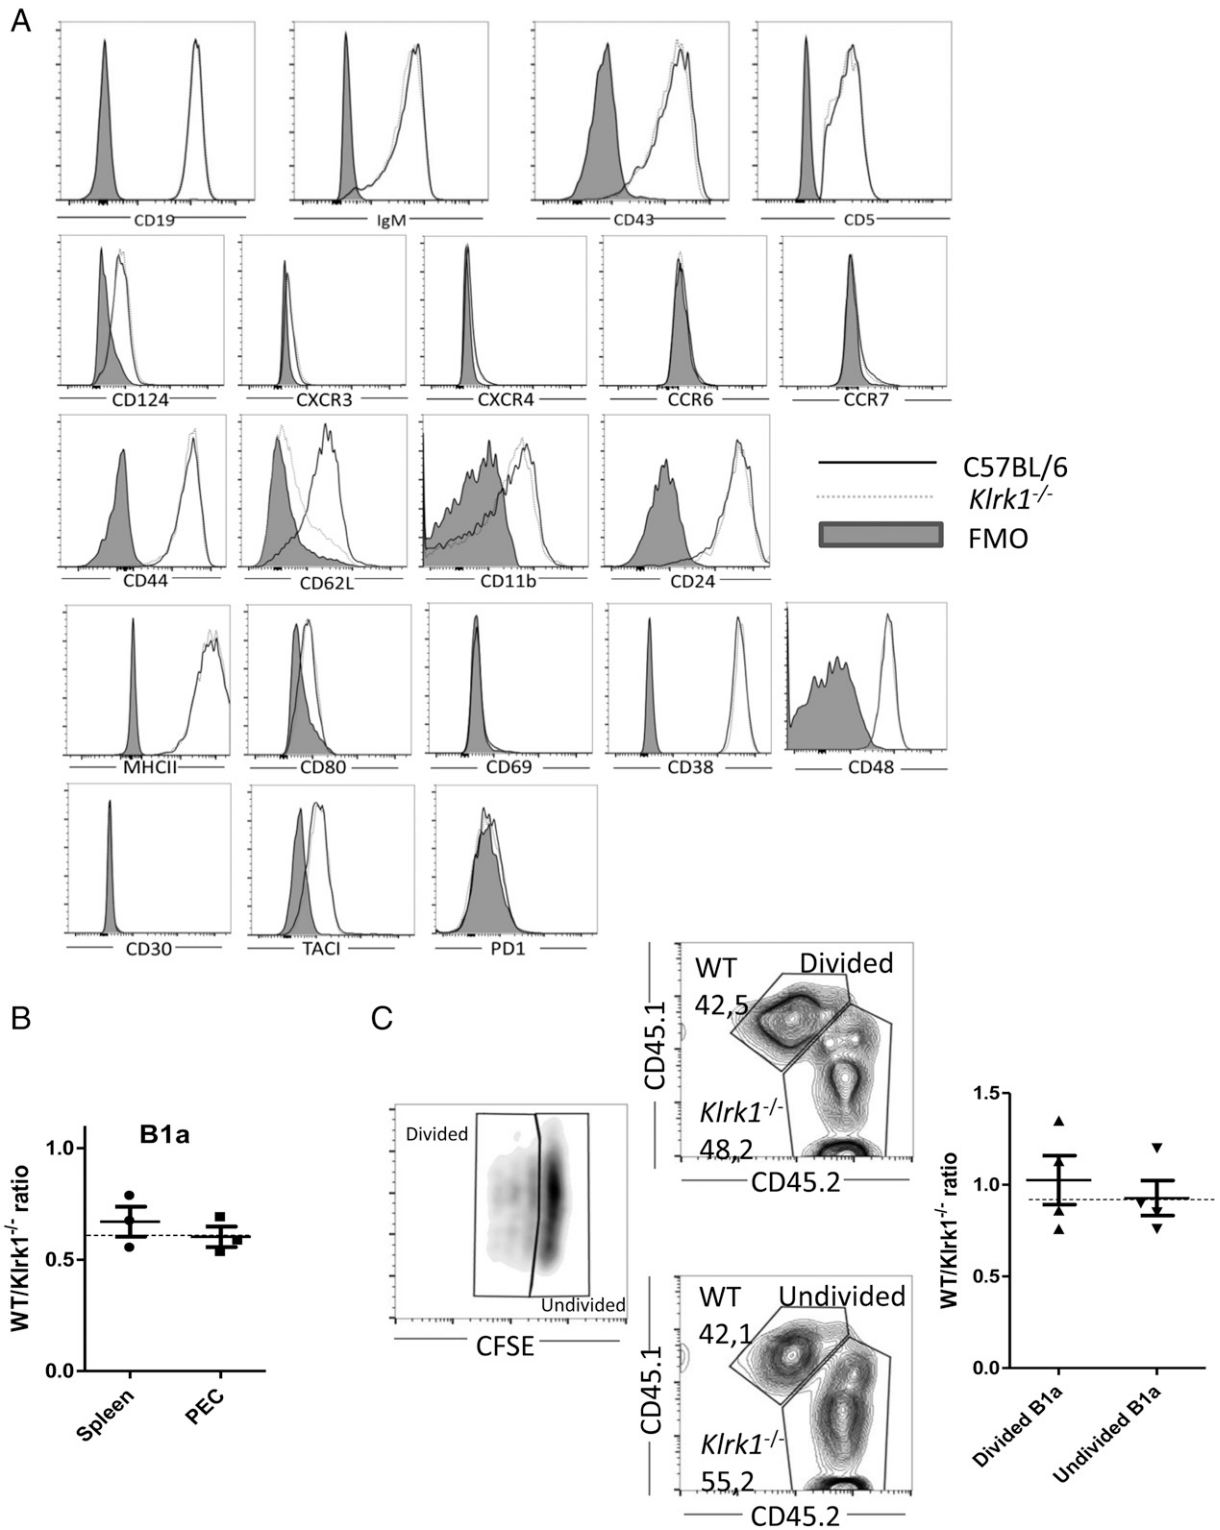 A
CD19
IgM
CD43
CD5
CD124
CXCR3
CXCR4
CCR6
CCR7
CD44
CD62L
CD11b
CD24
C57BL/6
Klrk1-/-
FMO
MHCII
CD80
CD69
CD38
CD48
CD30
TACI
PD1
B
B1a
WT/Klrk1-/- ratio
1.0
0.5
0.0
Spleen
PEC
C
Divided
Undivided
CFSE
WT
42,5
Divided
Klrk1-/-
48,2
CD45.1
CD45.2
WT
42,1
Undivided
Klrk1-/-
55,2
CD45.1
CD45.2
WT/Klrk1-/- ratio
1.5
1.0
0.5
0.0
Divided B1a
Undivided B1a